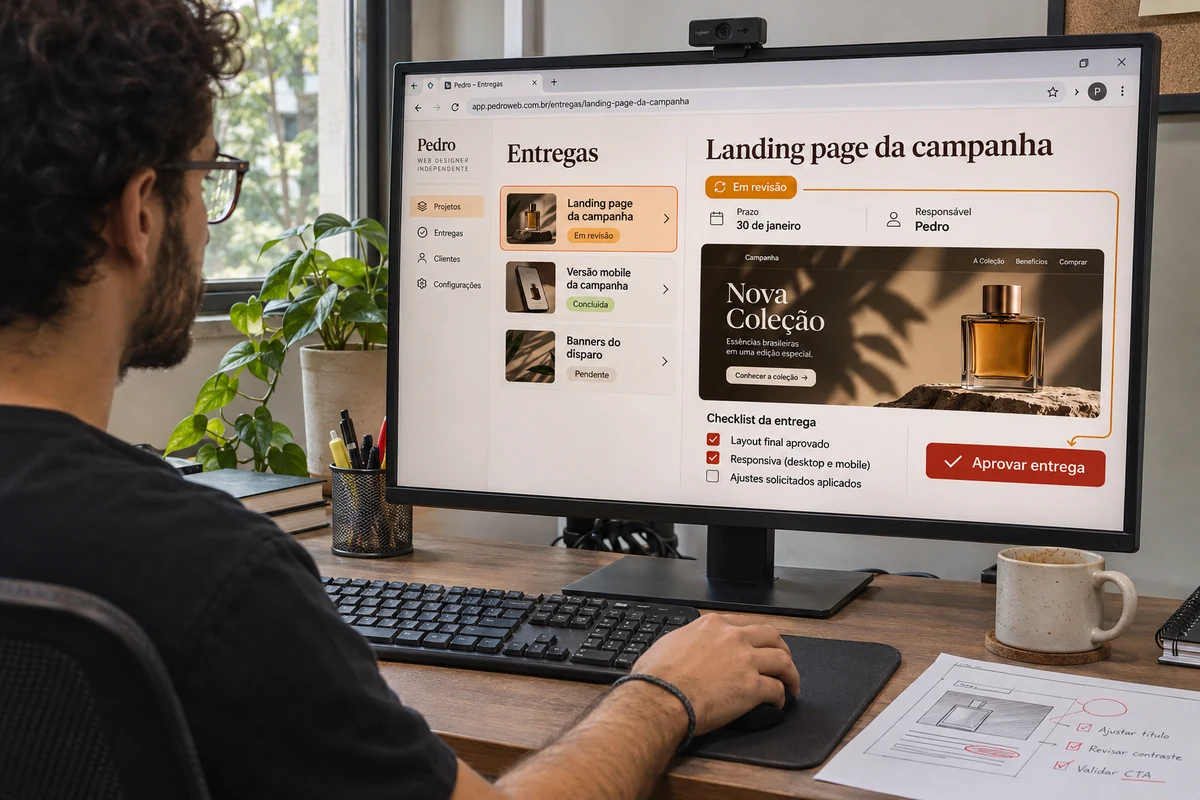 Pedro – Entregas
app.pedroweb.com.br/entregas/landing-page-da-campanha
P
Pedro
WEB DESIGNER
INDEPENDENTE
Projetos
Entregas
Clientes
Configurações
Entregas
Landing page
da campanha
Em revisão
Versão mobile
da campanha
Concluída
Banners do
disparo
Pendente
Landing page da campanha
Em revisão
Prazo
30 de janeiro
Responsável
Pedro
Campanha
A Coleção
Benefícios
Comprar
Nova
Coleção
Essências brasileiras
em uma edição especial.
Conhecer a coleção →
Checklist da entrega
Layout final aprovado
Responsiva (desktop e mobile)
Ajustes solicitados aplicados
Aprovar entrega
Ajustar título
Revisar contraste
Validar CTA